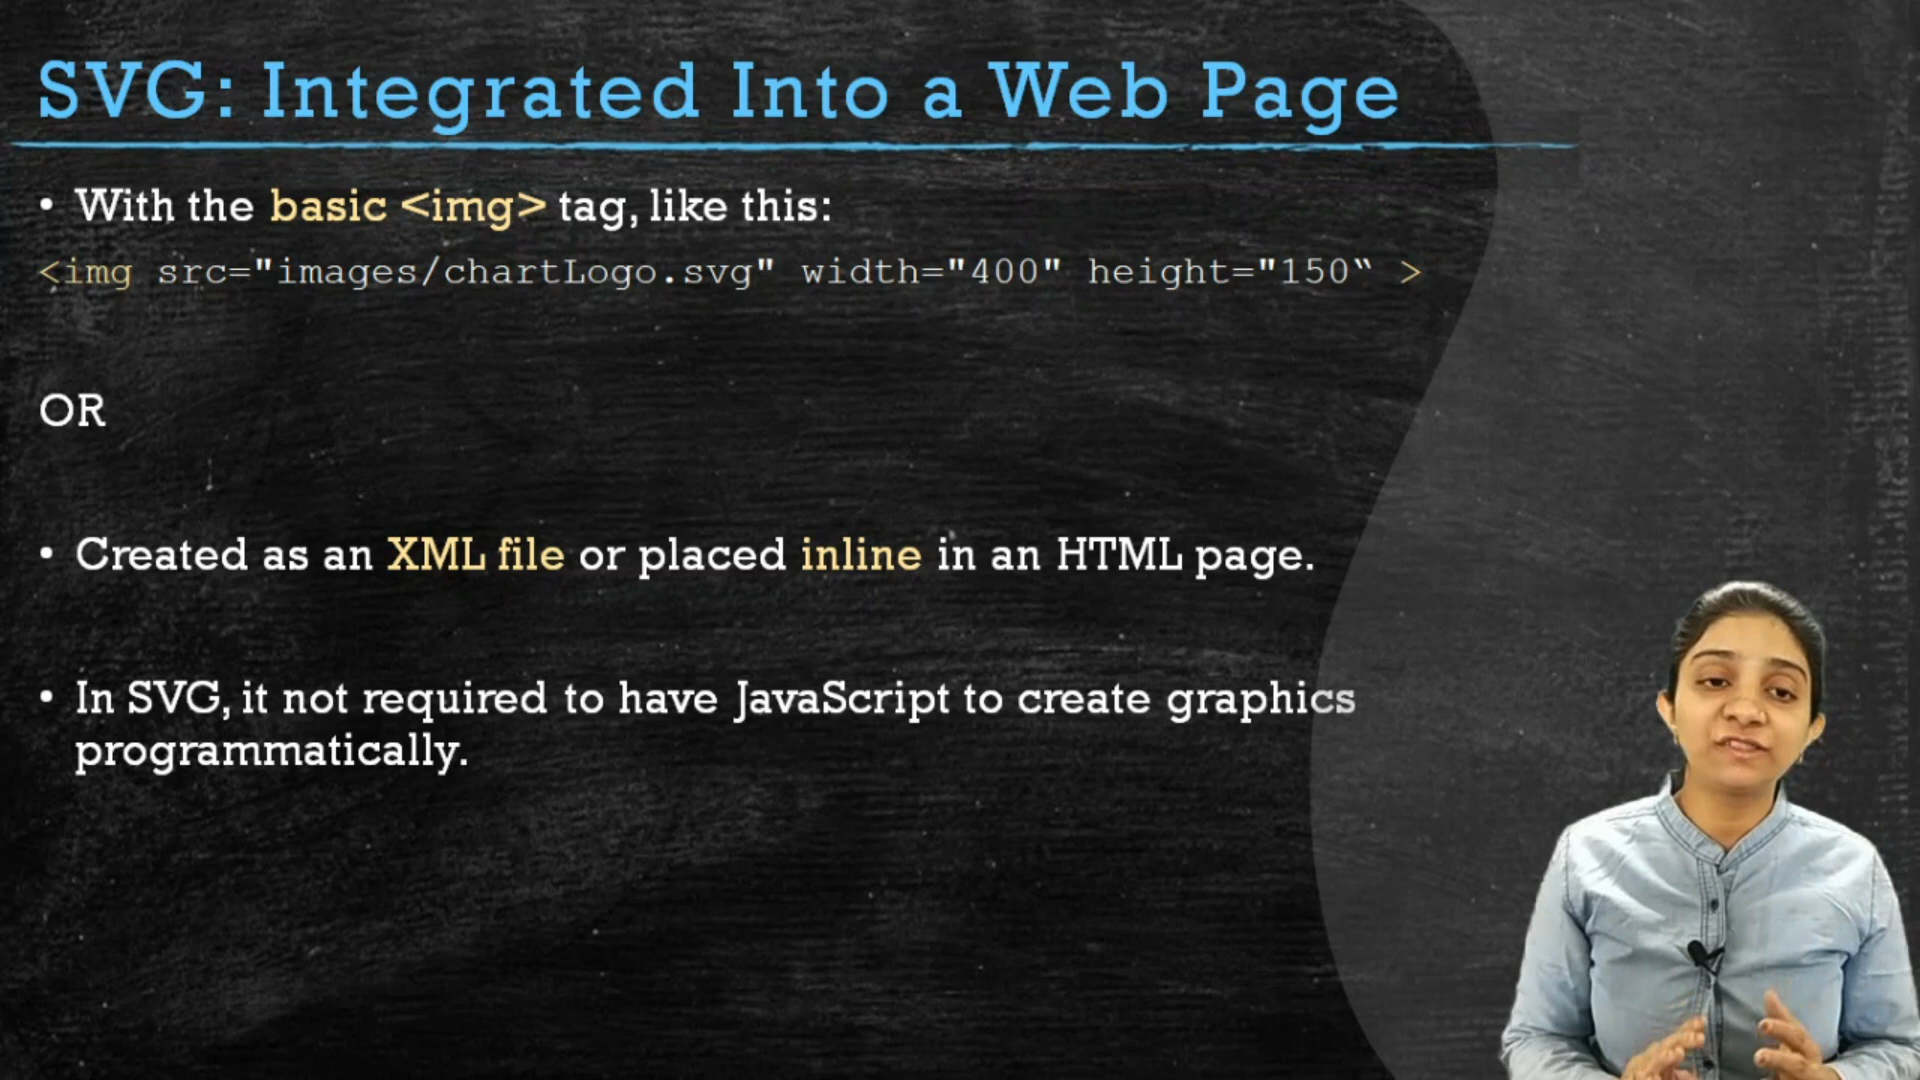 SVG: Integrated Into a Web Page
• With the basic <img> tag, like this:
<img src="images/chartLogo.svg" width="400" height="150“ >
OR
• Created as an XML file or placed inline in an HTML page.
• In SVG, it not required to have JavaScript to create graphics
programmatically.